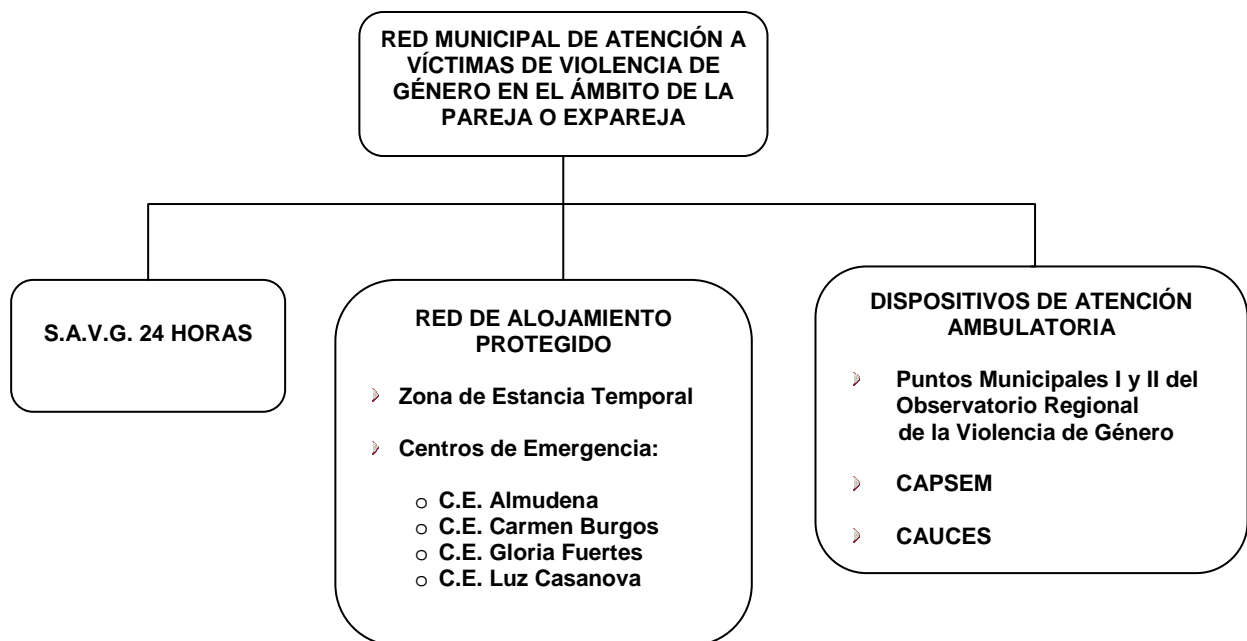 RED MUNICIPAL DE ATENCIÓN A
VÍCTIMAS DE VIOLENCIA DE
GÉNERO EN EL ÁMBITO DE LA
PAREJA O EXPAREJA
S.A.V.G. 24 HORAS
RED DE ALOJAMIENTO
PROTEGIDO
Zona de Estancia Temporal
Centros de Emergencia:
C.E. Almudena
C.E. Carmen Burgos
C.E. Gloria Fuertes
C.E. Luz Casanova
DISPOSITIVOS DE ATENCIÓN
AMBULATORIA
Puntos Municipales I y II del
Observatorio Regional
de la Violencia de Género
CAPSEM
CAUCES